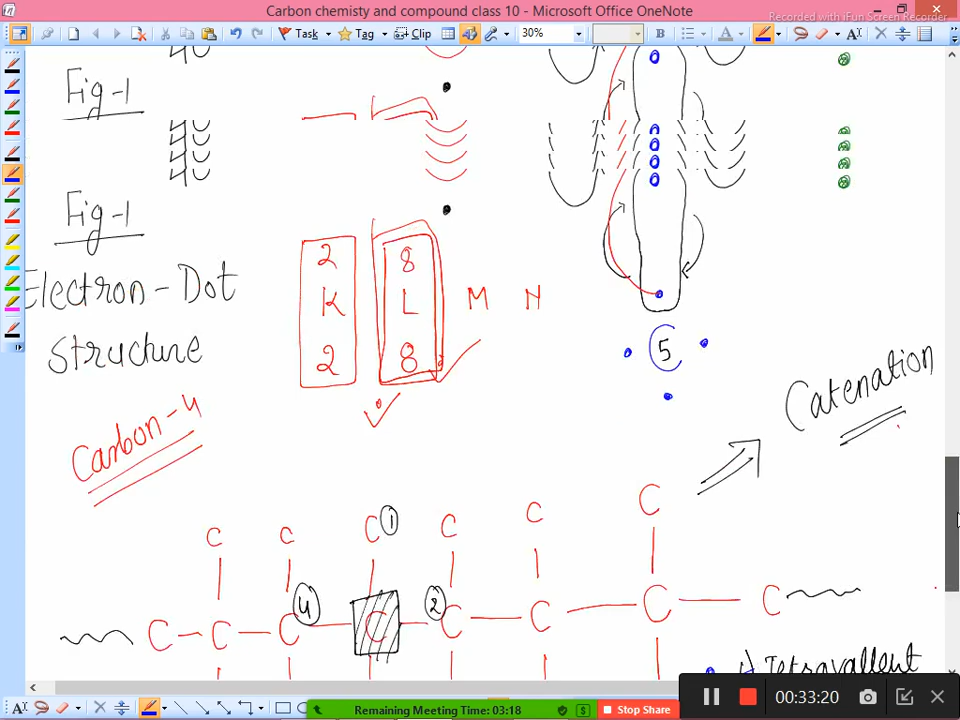 Carbon chemisty and compound class 10 - Microsoft Office OneNote
Recorded with iFun Screen Recorder
Task Tag Clip 30% B A
Fig-1
Fig-1
2 8
K L M N
2 8
Electron-Dot
Structure
5
Catenation
Carbon-4
C C C 1 C C C
4 2
C C C C C C C C
1) Tetravallent
00:33:20
Remaining Meeting Time: 03:18
Stop Share